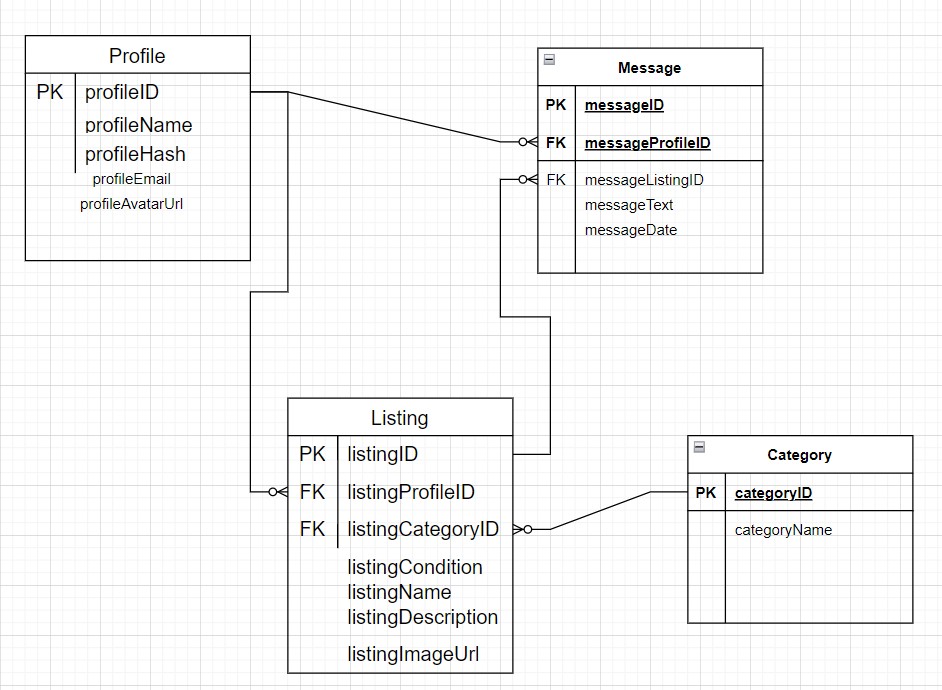 Profile
PK profileID
profileName
profileHash
profileEmail
profileAvatarUrl
Message
PK messageID
FK messageProfileID
FK messageListingID
messageText
messageDate
Listing
PK listingID
FK listingProfileID
FK listingCategoryID
listingCondition
listingName
listingDescription
listingImageUrl
Category
PK categoryID
categoryName